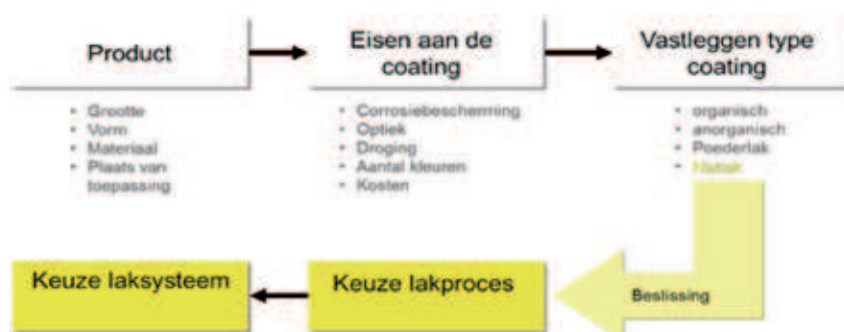 Product
Eisen aan de
coating
Vastleggen type
coating
• Grootte
• Vorm
• Materiaal
• Plaats van
toepassing
• Corrosiebescherming
• Optiek
• Droging
• Aantal kleuren
• Kosten
• organisch
• anorganisch
• Poederlak
• Natlak
Beslissing
Keuze lakproces
Keuze laksysteem